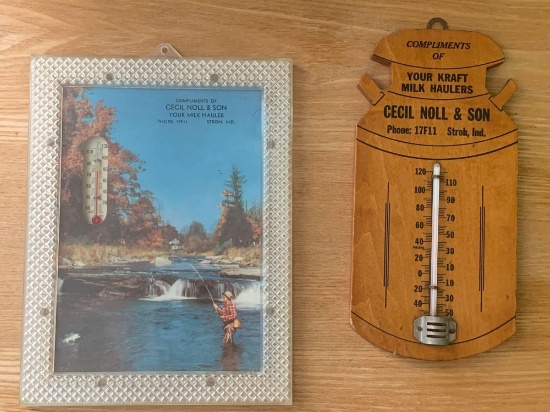 COMPLIMENTS OF
CECIL NOLL & SON
YOUR MILK HAULER
PHONE 17F11 STROH, IND.
COMPLIMENTS
OF
YOUR KRAFT
MILK HAULERS
CECIL NOLL & SON
Phone: 17F11 Stroh, Ind.
120 110
100 90
80 70
60 50
40 30
20 10
0 10
20 30
40 50